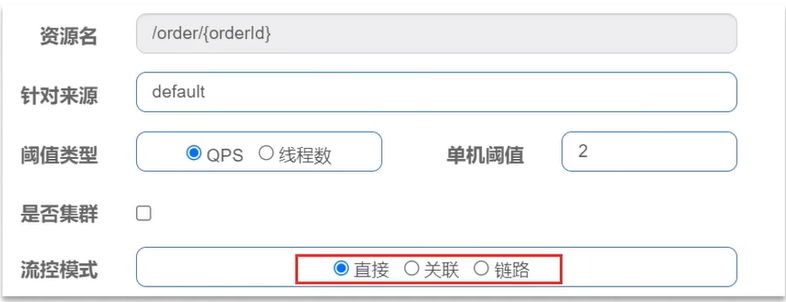 资源名 /order/{orderId}
针对来源 default
阈值类型 QPS 线程数 单机阈值 2
是否集群
流控模式 直接 关联 链路